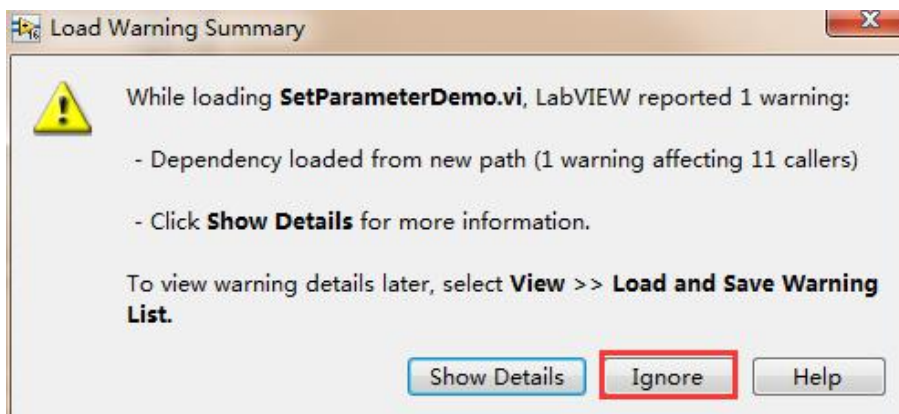 Load Warning Summary
While loading SetParameterDemo.vi, LabVIEW reported 1 warning:
- Dependency loaded from new path (1 warning affecting 11 callers)
- Click Show Details for more information.
To view warning details later, select View >> Load and Save Warning
List.
Show Details Ignore Help